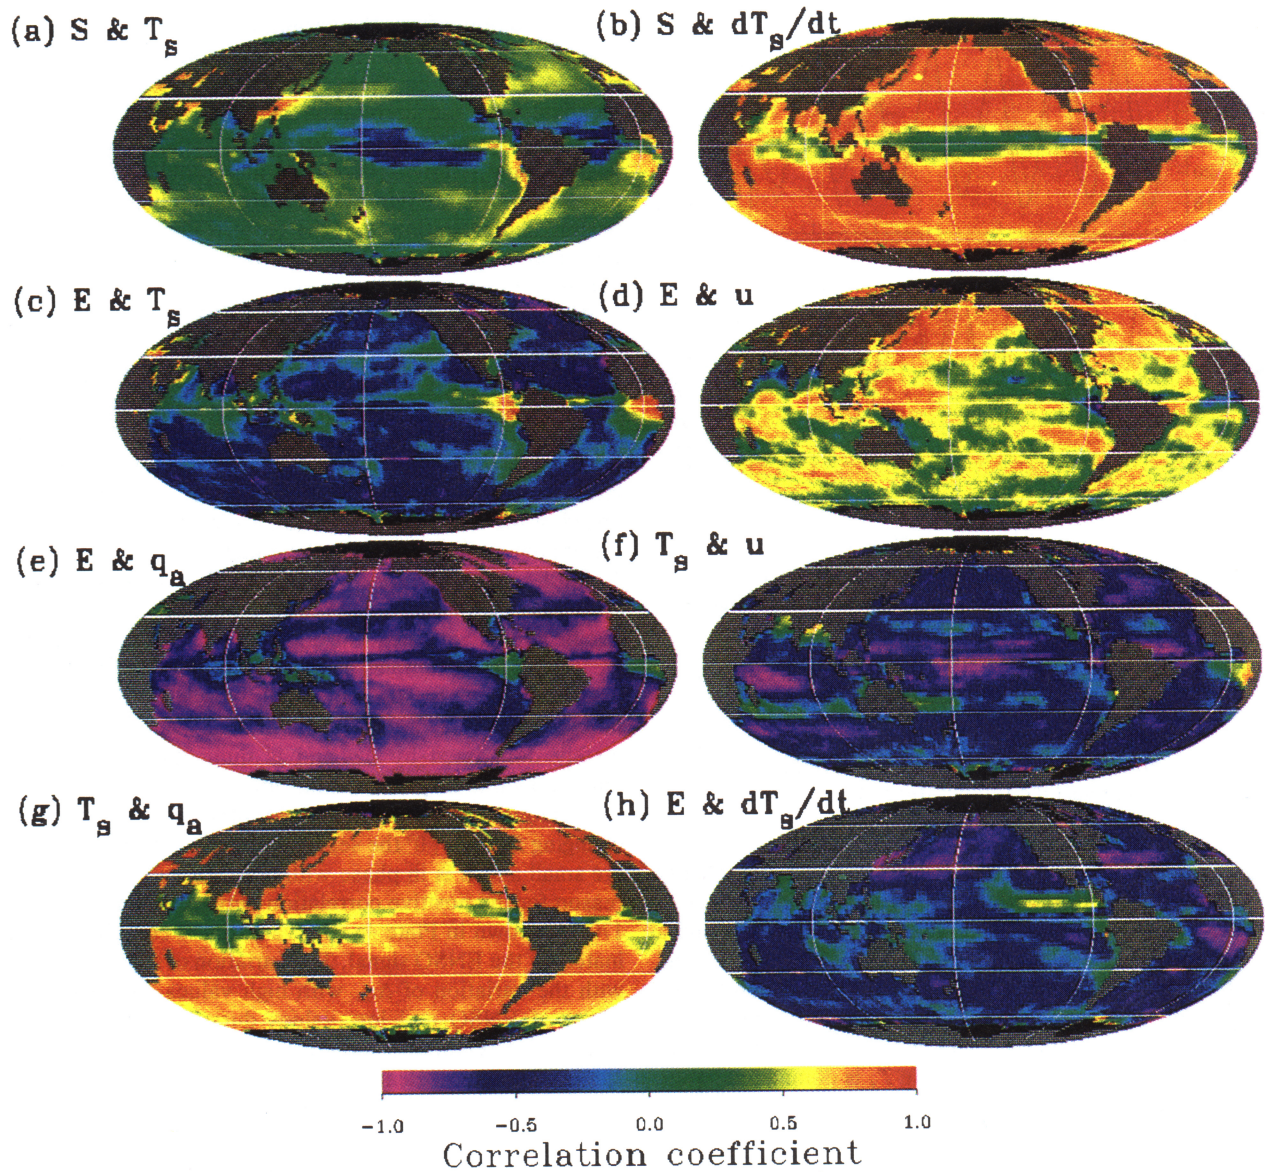 (a) S & Ts
(b) S & dTs/dt
(c) E & Ts
(d) E & u
(e) E & qa
(f) Ts & u
(g) Ts & qa
(h) E & dTs/dt
-1.0 -0.5 0.0 0.5 1.0
Correlation coefficient